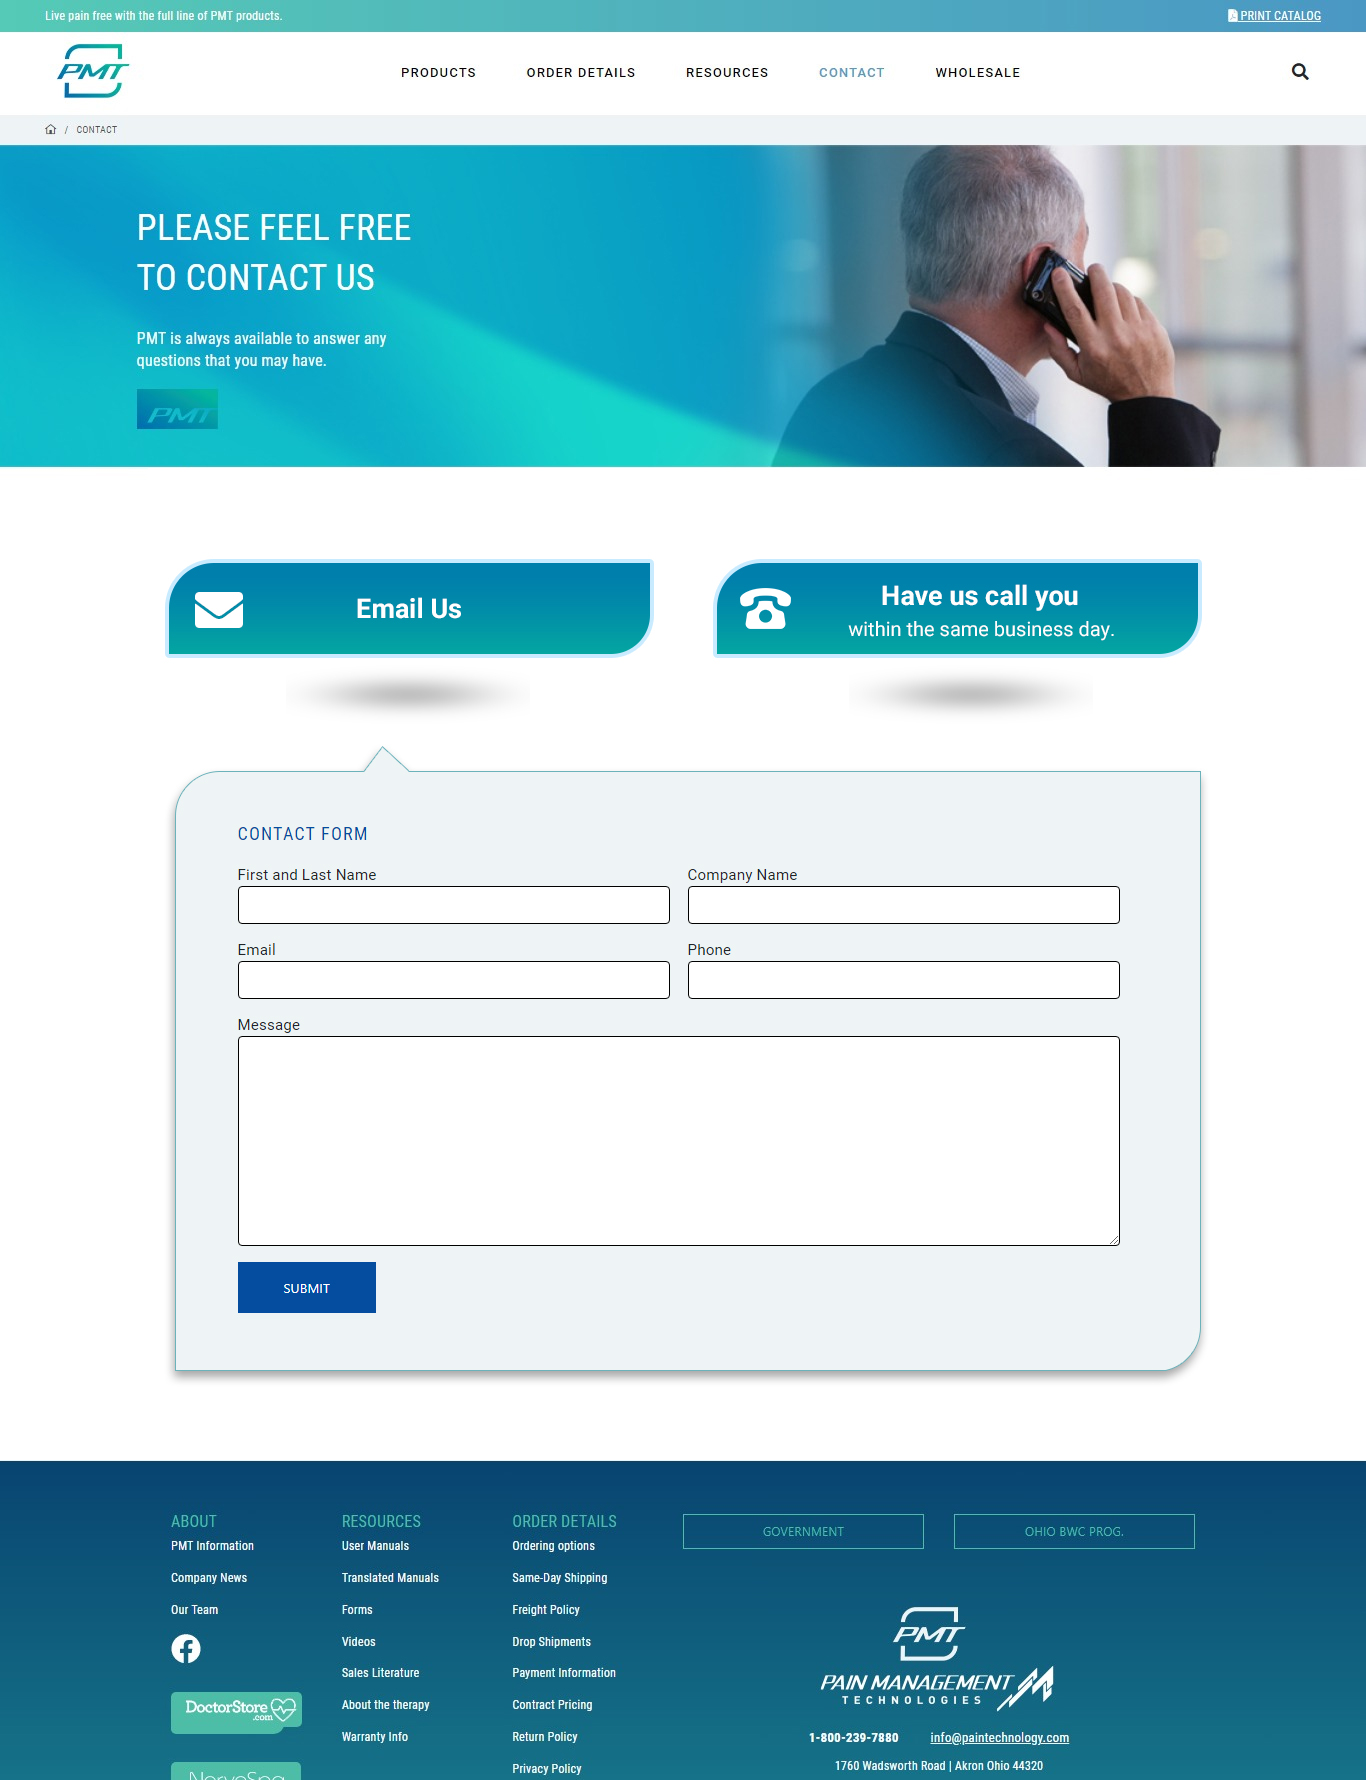 Live pain free with the full line of PMT products.
PRINT CATALOG
PMT
PRODUCTS
ORDER DETAILS
RESOURCES
CONTACT
WHOLESALE
/ CONTACT
PLEASE FEEL FREE
TO CONTACT US
PMT is always available to answer any
questions that you may have.
PMT
Email Us
Have us call you
within the same business day.
CONTACT FORM
First and Last Name
Company Name
Email
Phone
Message
SUBMIT
ABOUT
PMT Information
Company News
Our Team
DoctorStore
.com
NerveSpa
RESOURCES
User Manuals
Translated Manuals
Forms
Videos
Sales Literature
About the therapy
Warranty Info
ORDER DETAILS
Ordering options
Same-Day Shipping
Freight Policy
Drop Shipments
Payment Information
Contract Pricing
Return Policy
Privacy Policy
GOVERNMENT
OHIO BWC PROG.
PMT
PAIN MANAGEMENT
TECHNOLOGIES
1-800-239-7880
info@paintechnology.com
1760 Wadsworth Road | Akron Ohio 44320